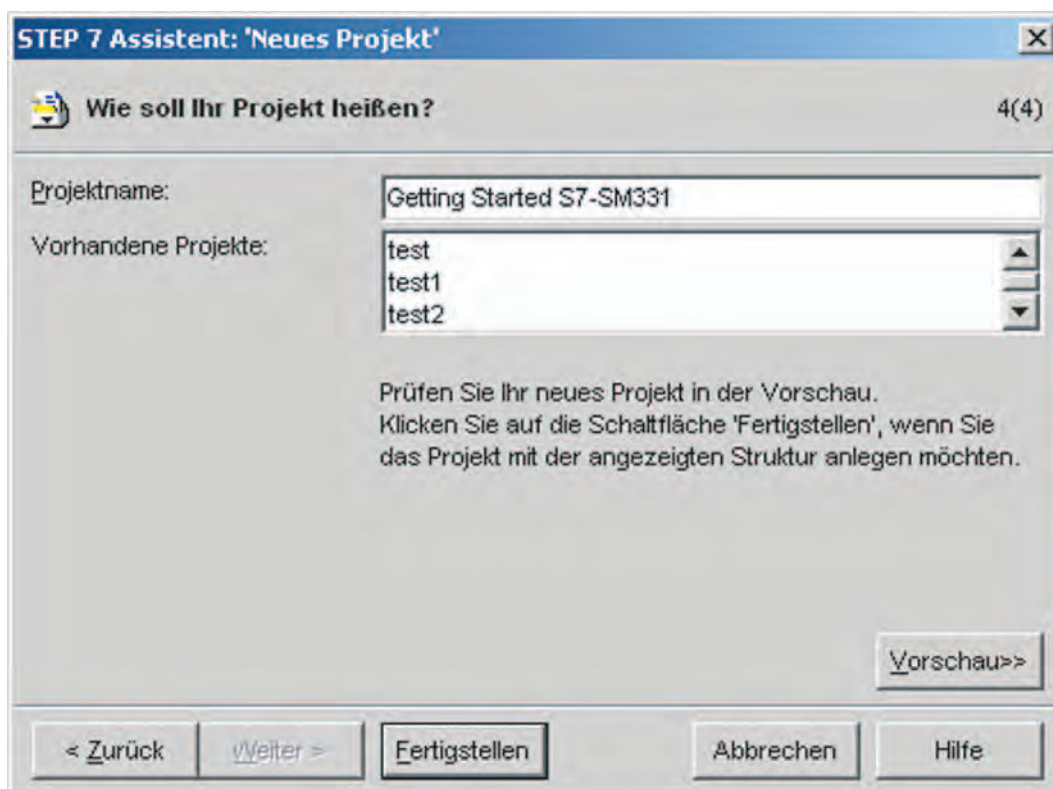 STEP 7 Assistent: 'Neues Projekt'
Wie soll Ihr Projekt heißen?
4(4)
Projektname:
Getting Started S7-SM331
Vorhandene Projekte:
test
test1
test2
Prüfen Sie Ihr neues Projekt in der Vorschau.
Klicken Sie auf die Schaltfläche 'Fertigstellen', wenn Sie
das Projekt mit der angezeigten Struktur anlegen möchten.
Vorschau>>
< Zurück
Weiter >
Fertigstellen
Abbrechen
Hilfe